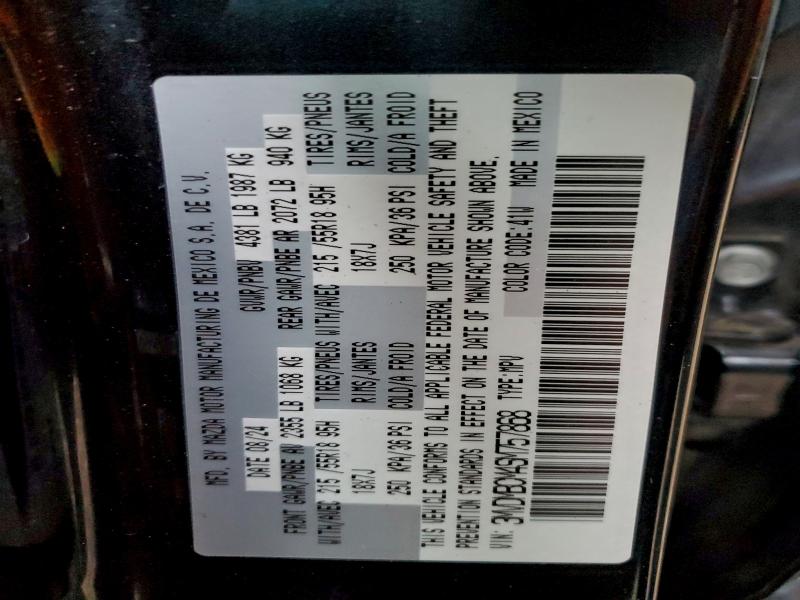 MFD. BY MAZDA MOTOR MANUFACTURING DE MEXICO S.A. DE C.V.
DATE 08/24 GVWR/PNBV 4381 LB 1987 KG
FRONT GAWR/PNBE AV 2355 LB 1068 KG REAR GAWR/PNBE AR 2072 LB 940 KG
WITH/AVEC 215 /55R18 95H TIRES/PNEUS WITH/AVEC 215 /55R18 95H TIRES/PNEUS
18X7J RIMS/JANTES 18X7J RIMS/JANTES
250 KPA/36 PSI COLD/A FROID 250 KPA/36 PSI COLD/A FROID
THIS VEHICLE CONFORMS TO ALL APPLICABLE FEDERAL MOTOR VEHICLE SAFETY AND THEFT
PREVENTION STANDARDS IN EFFECT ON THE DATE OF MANUFACTURE SHOWN ABOVE.
VIN: TYPE:MPV COLOR CODE:41W MADE IN MEXICO